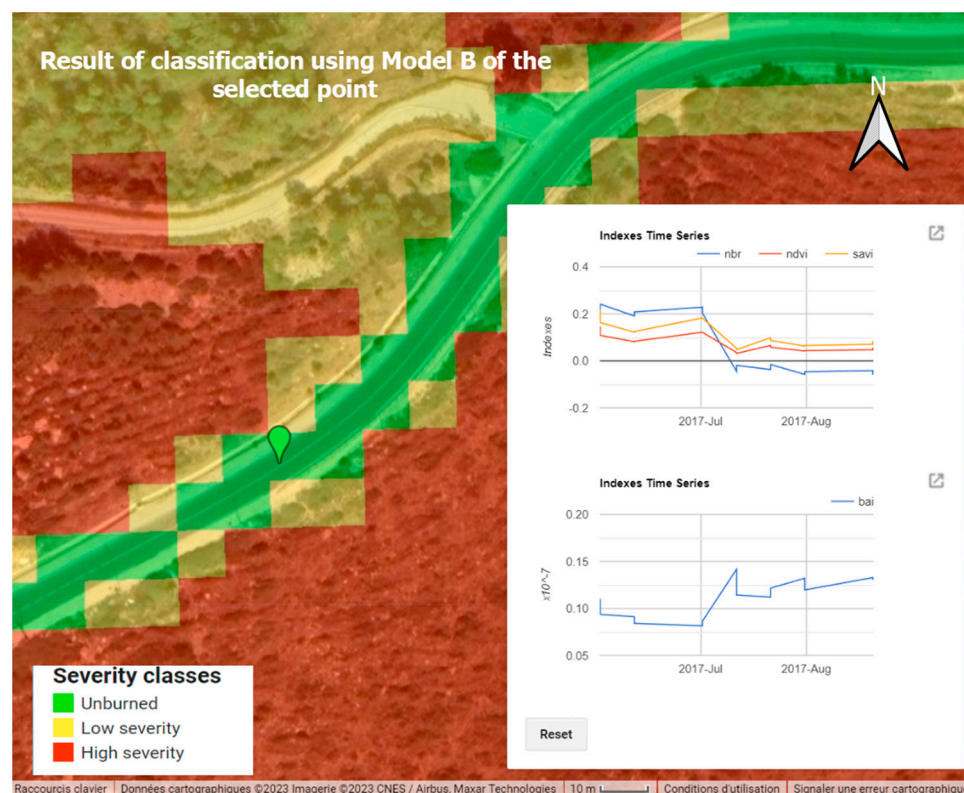 Result of classification using Model B of the
selected point
N
Indexes Time Series
nbr
ndvi
savi
0.4
0.2
0.0
-0.2
Indexes
2017-Jul
2017-Aug
Indexes Time Series
bai
0.20
0.15
0.10
0.05
x10^-7
2017-Jul
2017-Aug
Reset
Severity classes
Unburned
Low severity
High severity
Raccourcis clavier
Données cartographiques ©2023 Imagerie ©2023 CNES / Airbus, Maxar Technologies
10 m
Conditions d'utilisation
Signaler une erreur cartographique